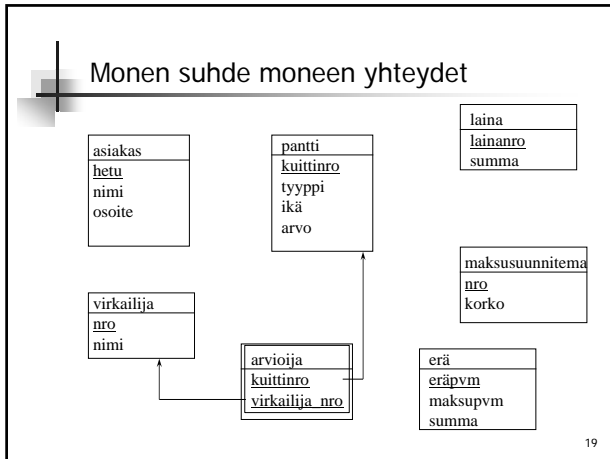 Monen suhde moneen yhteydet
asiakas
hetu
nimi
osoite
pantti
kuittinro
tyyppi
ikä
arvo
laina
lainanro
summa
maksusuunnitema
nro
korko
virkailija
nro
nimi
arvioija
kuittinro
virkailija_nro
erä
eräpvm
maksupvm
summa
19